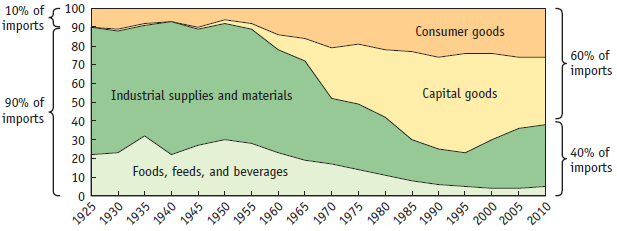 10% of
imports
90% of
imports
100
90
80
70
60
50
40
30
20
10
0
Consumer goods
Capital goods
Industrial supplies and materials
Foods, feeds, and beverages
60% of
imports
40% of
imports
1925
1930
1935
1940
1945
1950
1955
1960
1965
1970
1975
1980
1985
1990
1995
2000
2005
2010